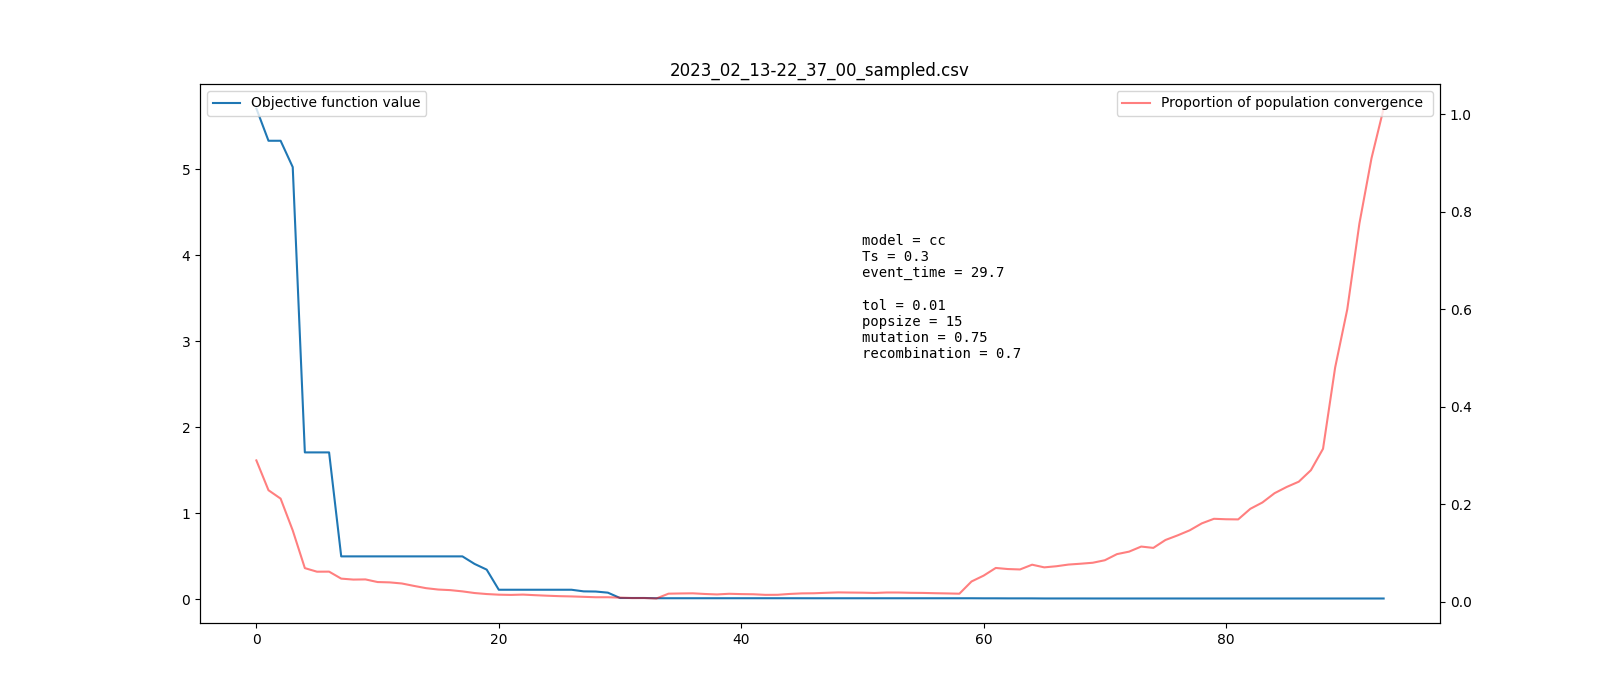 2023_02_13-22_37_00_sampled.csv
Objective function value
Proportion of population convergence
5
4
3
2
1
0
1.0
0.8
0.6
0.4
0.2
0.0
model = cc
Ts = 0.3
event_time = 29.7
tol = 0.01
popsize = 15
mutation = 0.75
recombination = 0.7
0 20 40 60 80